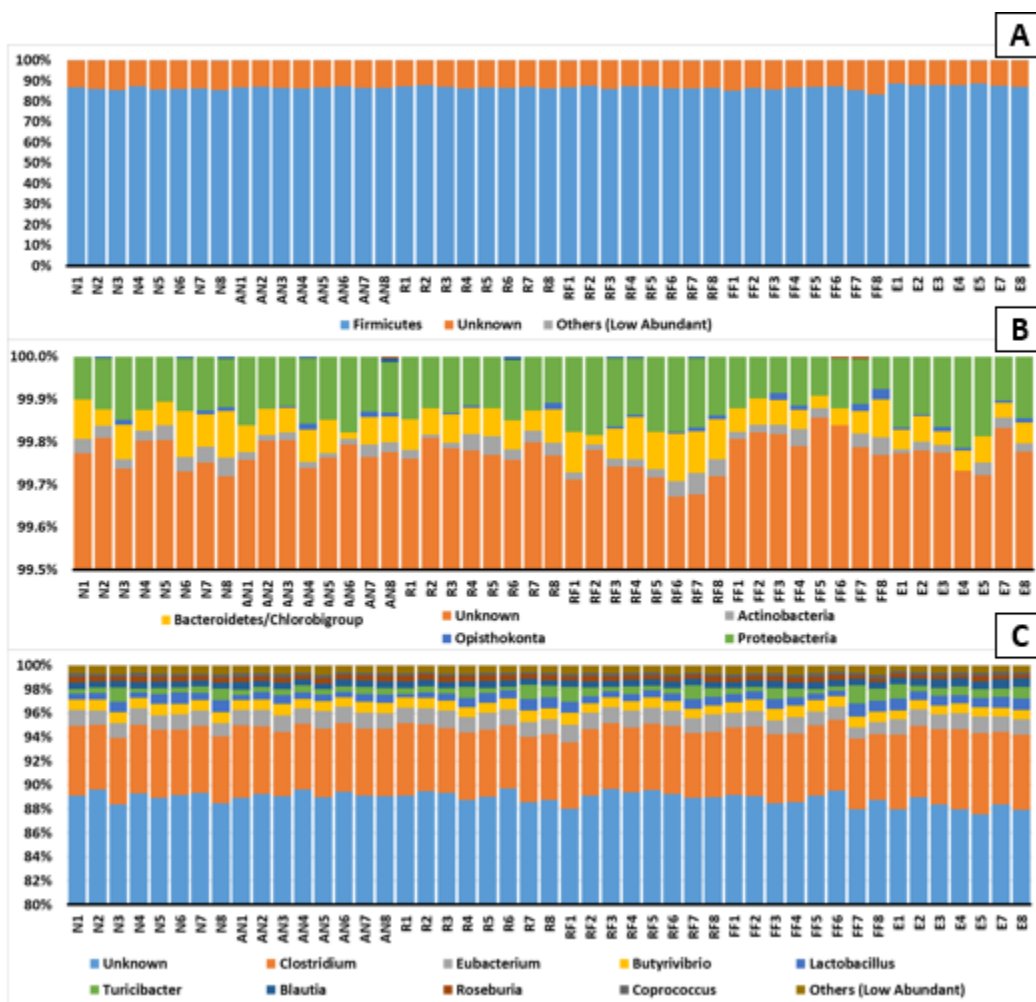 A
100%
90%
80%
70%
60%
50%
40%
30%
20%
10%
0%
N1 N2 N3 N4 N5 N6 N7 N8 AN1 AN2 AN3 AN4 AN5 AN6 AN7 AN8 R1 R2 R3 R4 R5 R6 R7 R8 RF1 RF2 RF3 RF4 RF5 RF6 RF7 RF8 FF1 FF2 FF3 FF4 FF5 FF6 FF7 FF8 E1 E2 E3 E4 E5 E7 E8
Firmicutes Unknown Others (Low Abundant)
B
100.0%
99.9%
99.8%
99.7%
99.6%
99.5%
N1 N2 N3 N4 N5 N6 N7 N8 AN1 AN2 AN3 AN4 AN5 AN6 AN7 AN8 R1 R2 R3 R4 R5 R6 R7 R8 RF1 RF2 RF3 RF4 RF5 RF6 RF7 RF8 FF1 FF2 FF3 FF4 FF5 FF6 FF7 FF8 E1 E2 E3 E4 E5 E7 E8
Bacteroidetes/Chlorobigroup Unknown Actinobacteria
Opisthokonta Proteobacteria
C
100%
98%
96%
94%
92%
90%
88%
86%
84%
82%
80%
N1 N2 N3 N4 N5 N6 N7 N8 AN1 AN2 AN3 AN4 AN5 AN6 AN7 AN8 R1 R2 R3 R4 R5 R6 R7 R8 RF1 RF2 RF3 RF4 RF5 RF6 RF7 RF8 FF1 FF2 FF3 FF4 FF5 FF6 FF7 FF8 E1 E2 E3 E4 E5 E7 E8
Unknown Clostridium Eubacterium Butyrivibrio Lactobacillus
Turicibacter Blautia Roseburia Coprococcus Others (Low Abundant)